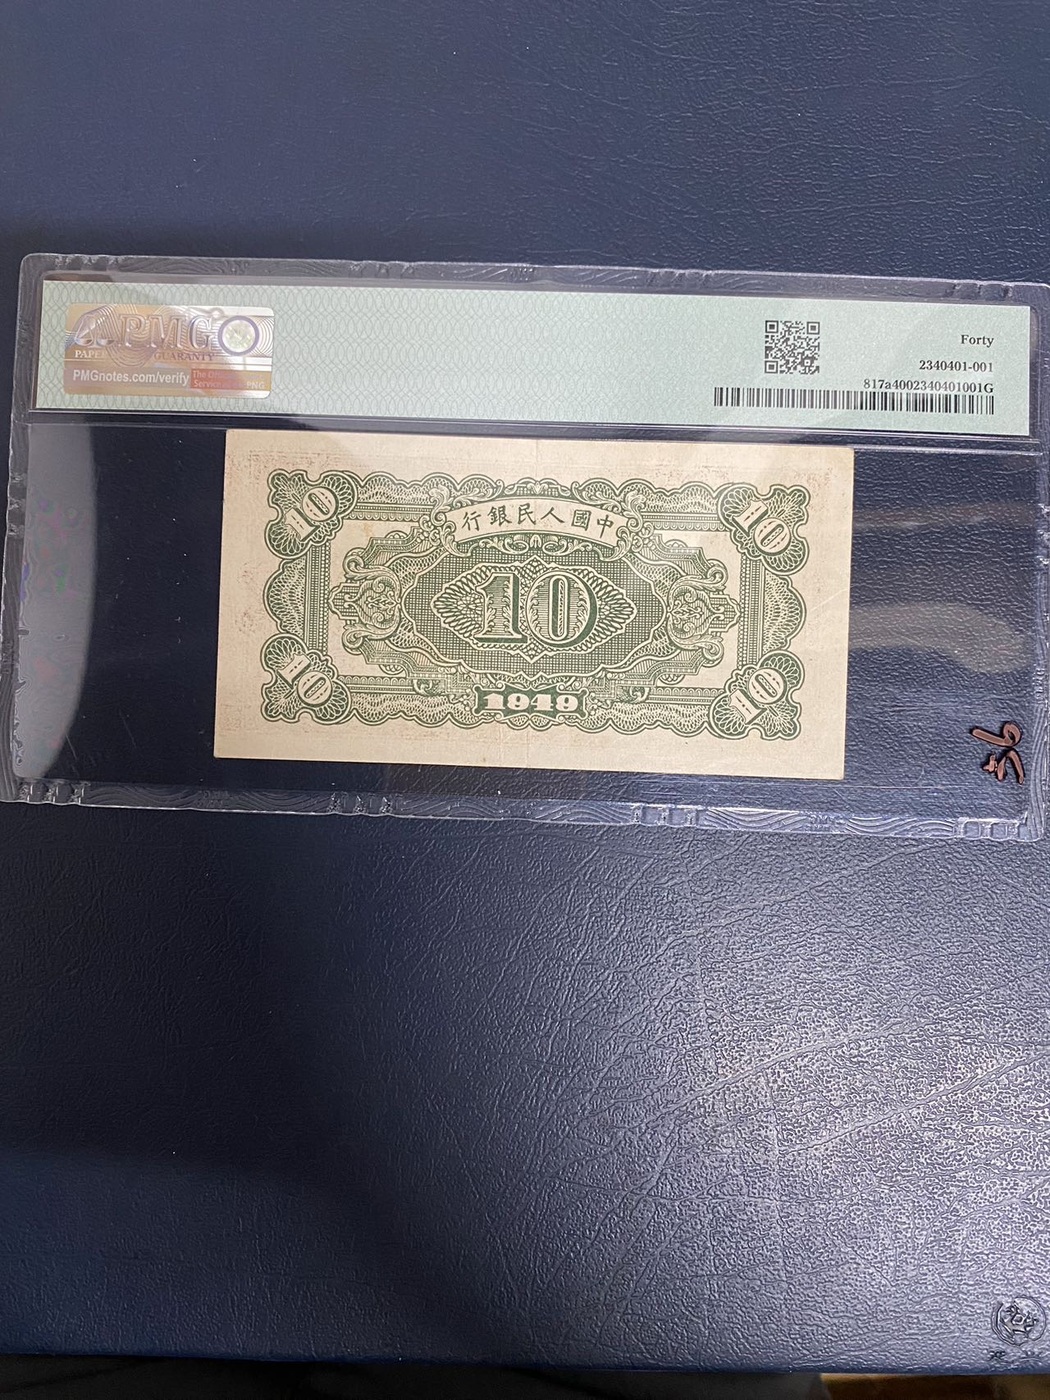 PMG
PAPER GUARANTY
PMGnotes.com/verify
Forty
2340401-001
817a4002340401001G
10
10
行銀民人國中
10
10
10
1949